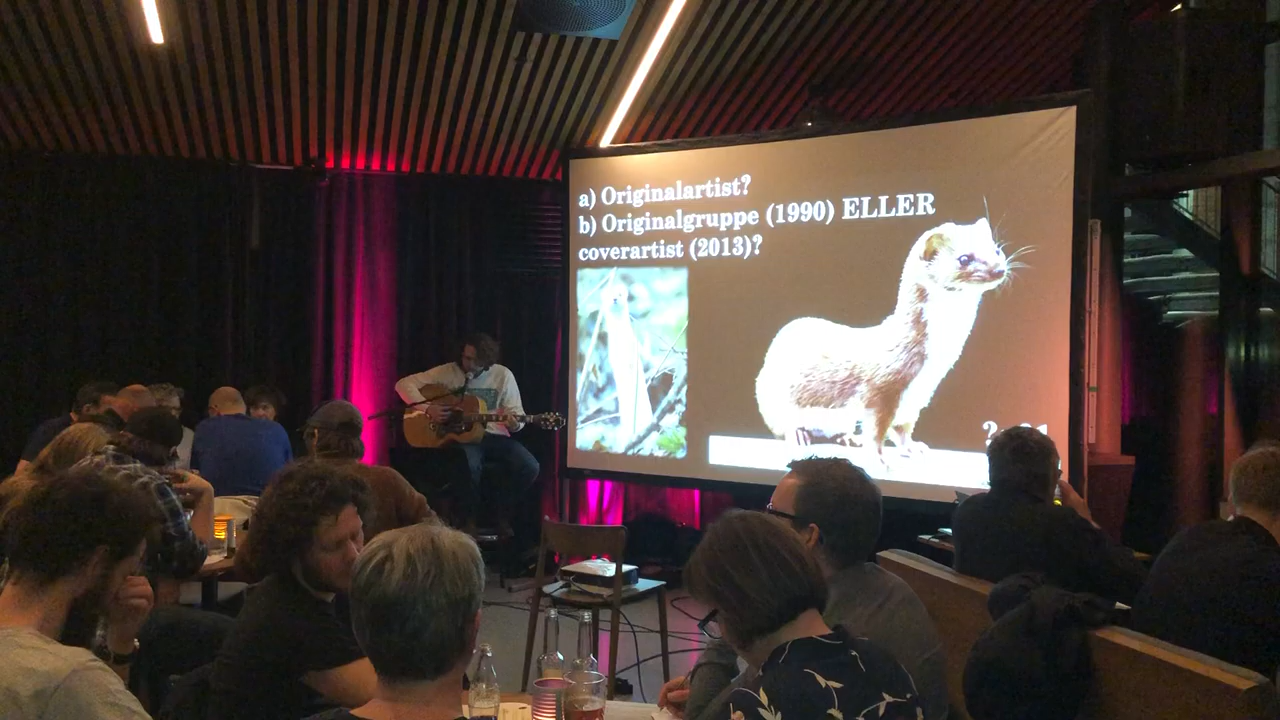 a) Originalartist?
b) Originalgruppe (1990) ELLER
coverartist (2013)?